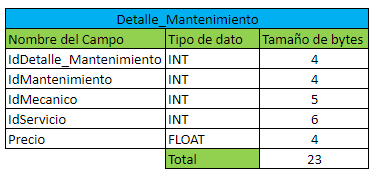 Detalle_Mantenimiento
Nombre del Campo Tipo de dato Tamaño de bytes
IdDetalle_Mantenimiento INT 4
IdMantenimiento INT 4
IdMecanico INT 5
IdServicio INT 6
Precio FLOAT 4
Total 23